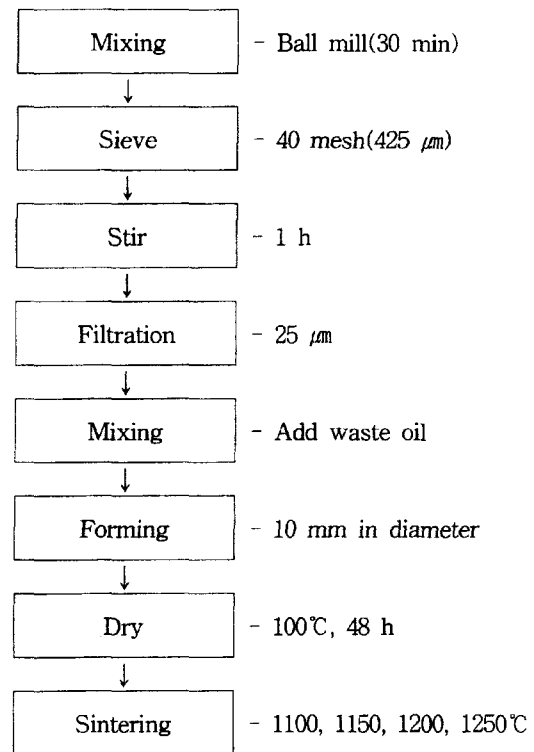 Mixing - Ball mill(30 min)
↓
Sieve - 40 mesh(425 ㎛)
↓
Stir - 1 h
↓
Filtration - 25 ㎛
↓
Mixing - Add waste oil
↓
Forming - 10 mm in diameter
↓
Dry - 100℃, 48 h
↓
Sintering - 1100, 1150, 1200, 1250℃